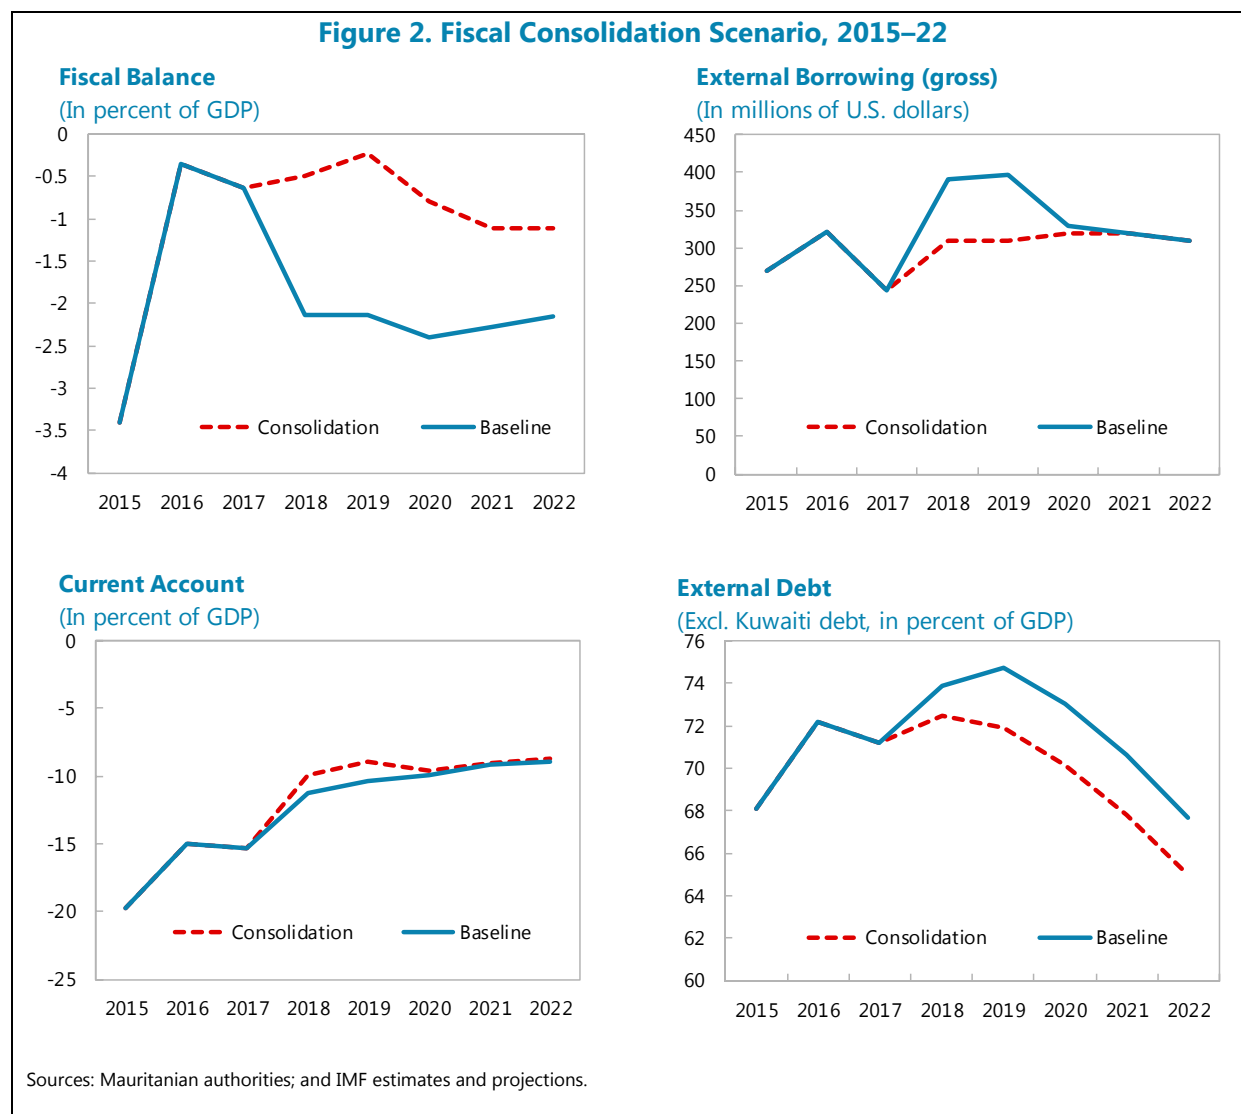 Figure 2. Fiscal Consolidation Scenario, 2015–22
Fiscal Balance
(In percent of GDP)
0
-0.5
-1
-1.5
-2
-2.5
-3
-3.5
-4
Consolidation
Baseline
2015 2016 2017 2018 2019 2020 2021 2022
External Borrowing (gross)
(In millions of U.S. dollars)
450
400
350
300
250
200
150
100
50
0
Consolidation
Baseline
2015 2016 2017 2018 2019 2020 2021 2022
Current Account
(In percent of GDP)
0
-5
-10
-15
-20
-25
Consolidation
Baseline
2015 2016 2017 2018 2019 2020 2021 2022
External Debt
(Excl. Kuwaiti debt, in percent of GDP)
76
74
72
70
68
66
64
62
60
Consolidation
Baseline
2015 2016 2017 2018 2019 2020 2021 2022
Sources: Mauritanian authorities; and IMF estimates and projections.